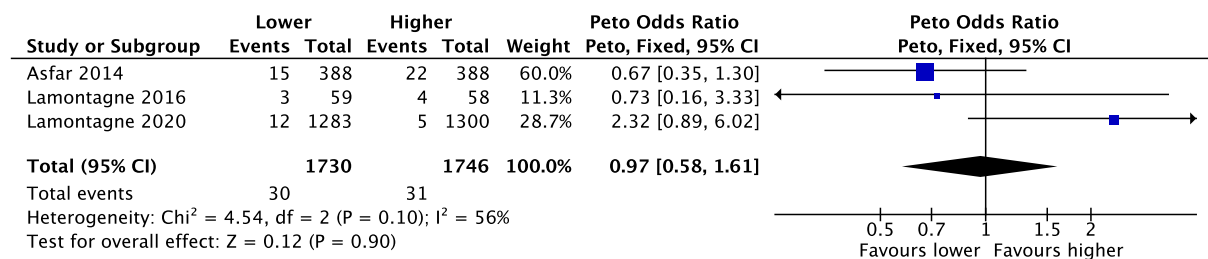 Lower Higher Peto Odds Ratio Peto Odds Ratio
Study or Subgroup Events Total Events Total Weight Peto, Fixed, 95% CI Peto, Fixed, 95% CI
Asfar 2014 15 388 22 388 60.0% 0.67 [0.35, 1.30]
Lamontagne 2016 3 59 4 58 11.3% 0.73 [0.16, 3.33]
Lamontagne 2020 12 1283 5 1300 28.7% 2.32 [0.89, 6.02]
Total (95% CI) 1730 1746 100.0% 0.97 [0.58, 1.61]
Total events 30 31
Heterogeneity: Chi² = 4.54, df = 2 (P = 0.10); I² = 56%
Test for overall effect: Z = 0.12 (P = 0.90)
0.5 0.7 1 1.5 2
Favours lower Favours higher